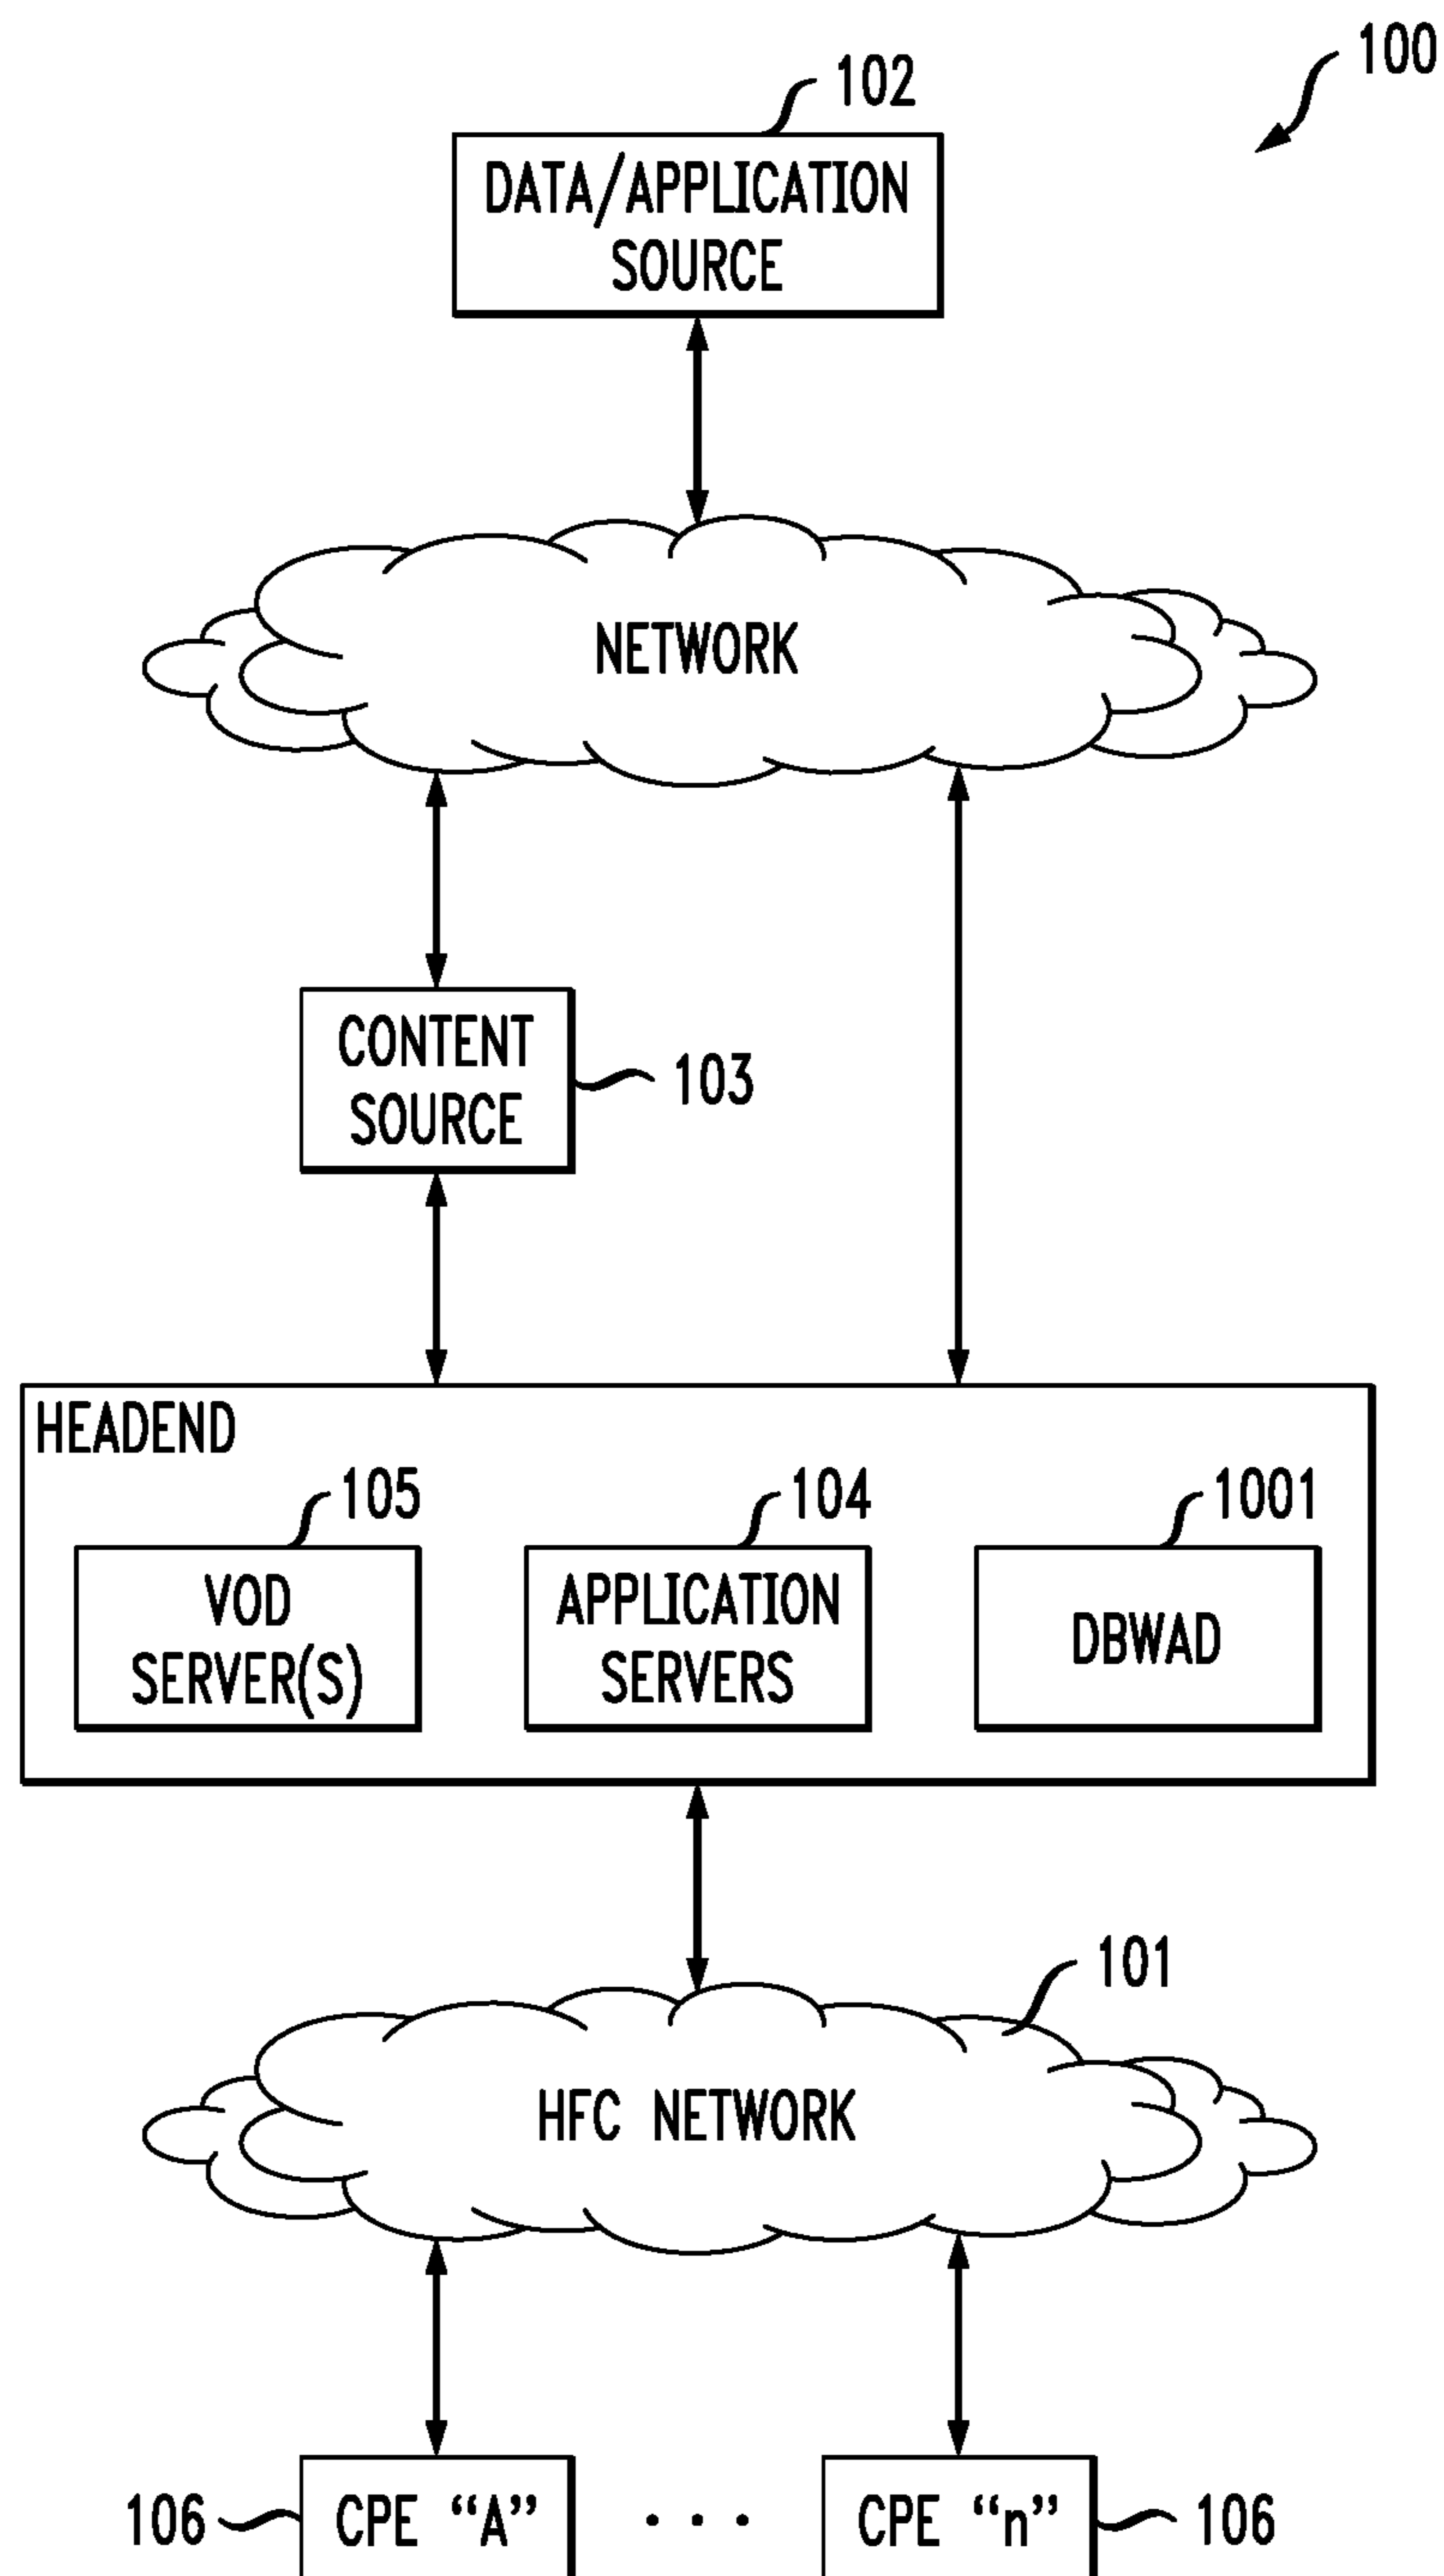 100
102
DATA/APPLICATION
SOURCE
NETWORK
CONTENT
SOURCE
103
HEADEND
105
104
1001
VOD
SERVER(S)
APPLICATION
SERVERS
DBWAD
101
HFC NETWORK
106
CPE “A”
. . .
CPE “n”
106